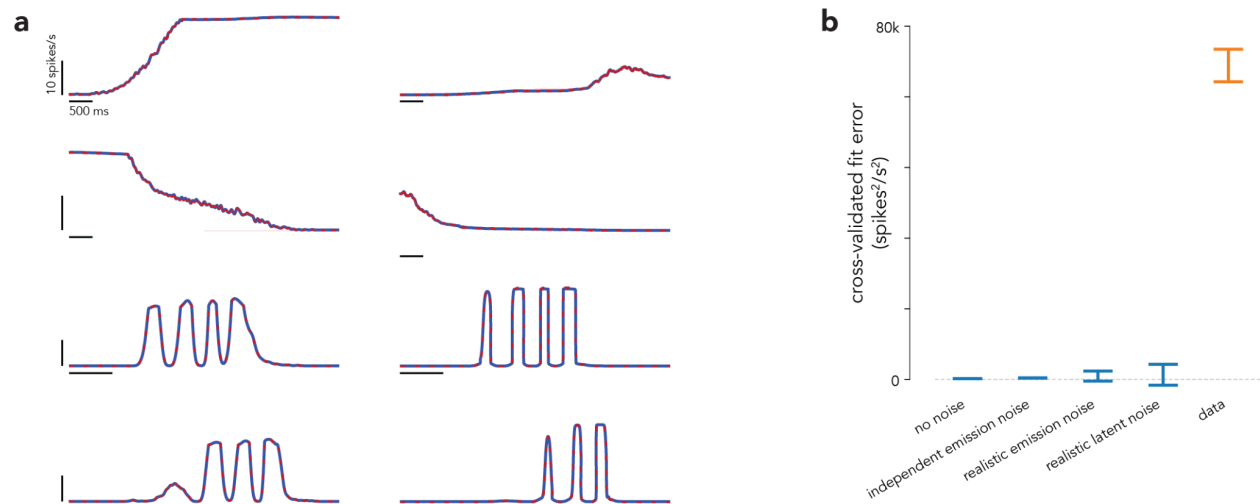 a
10 spikes/s
500 ms
b
cross-validated fit error
(spikes²/s²)
80k
0
no noise
independent emission noise
realistic emission noise
realistic latent noise
data